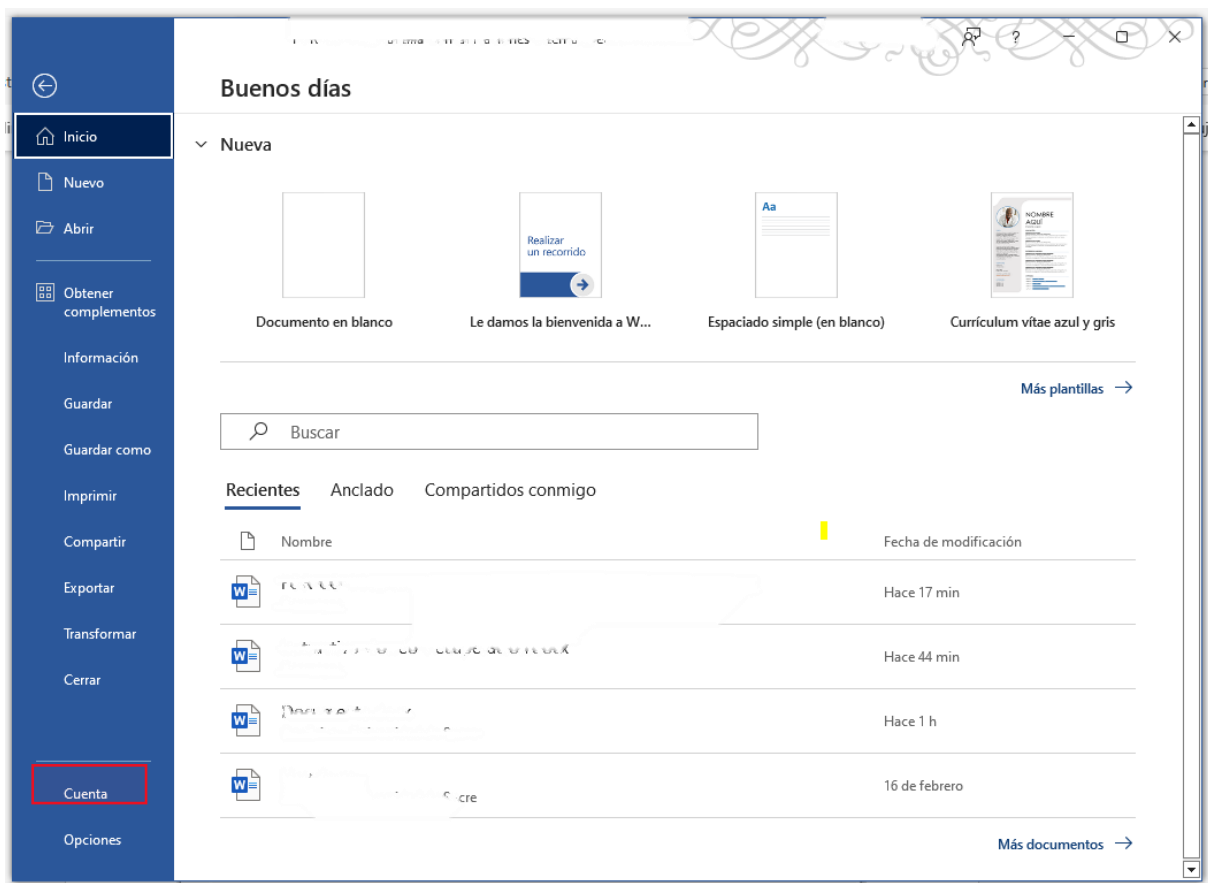 Buenos días
Inicio
Nuevo
Abrir
Obtener
complementos
Información
Guardar
Guardar como
Imprimir
Compartir
Exportar
Transformar
Cerrar
Cuenta
Opciones
Nueva
Realizar
un recorrido
Aa
NOMBRE
AQUÍ
Documento en blanco
Le damos la bienvenida a W...
Espaciado simple (en blanco)
Currículum vítae azul y gris
Más plantillas
Buscar
Recientes Anclado Compartidos conmigo
Nombre Fecha de modificación
Hace 17 min
Hace 44 min
Hace 1 h
16 de febrero
Más documentos